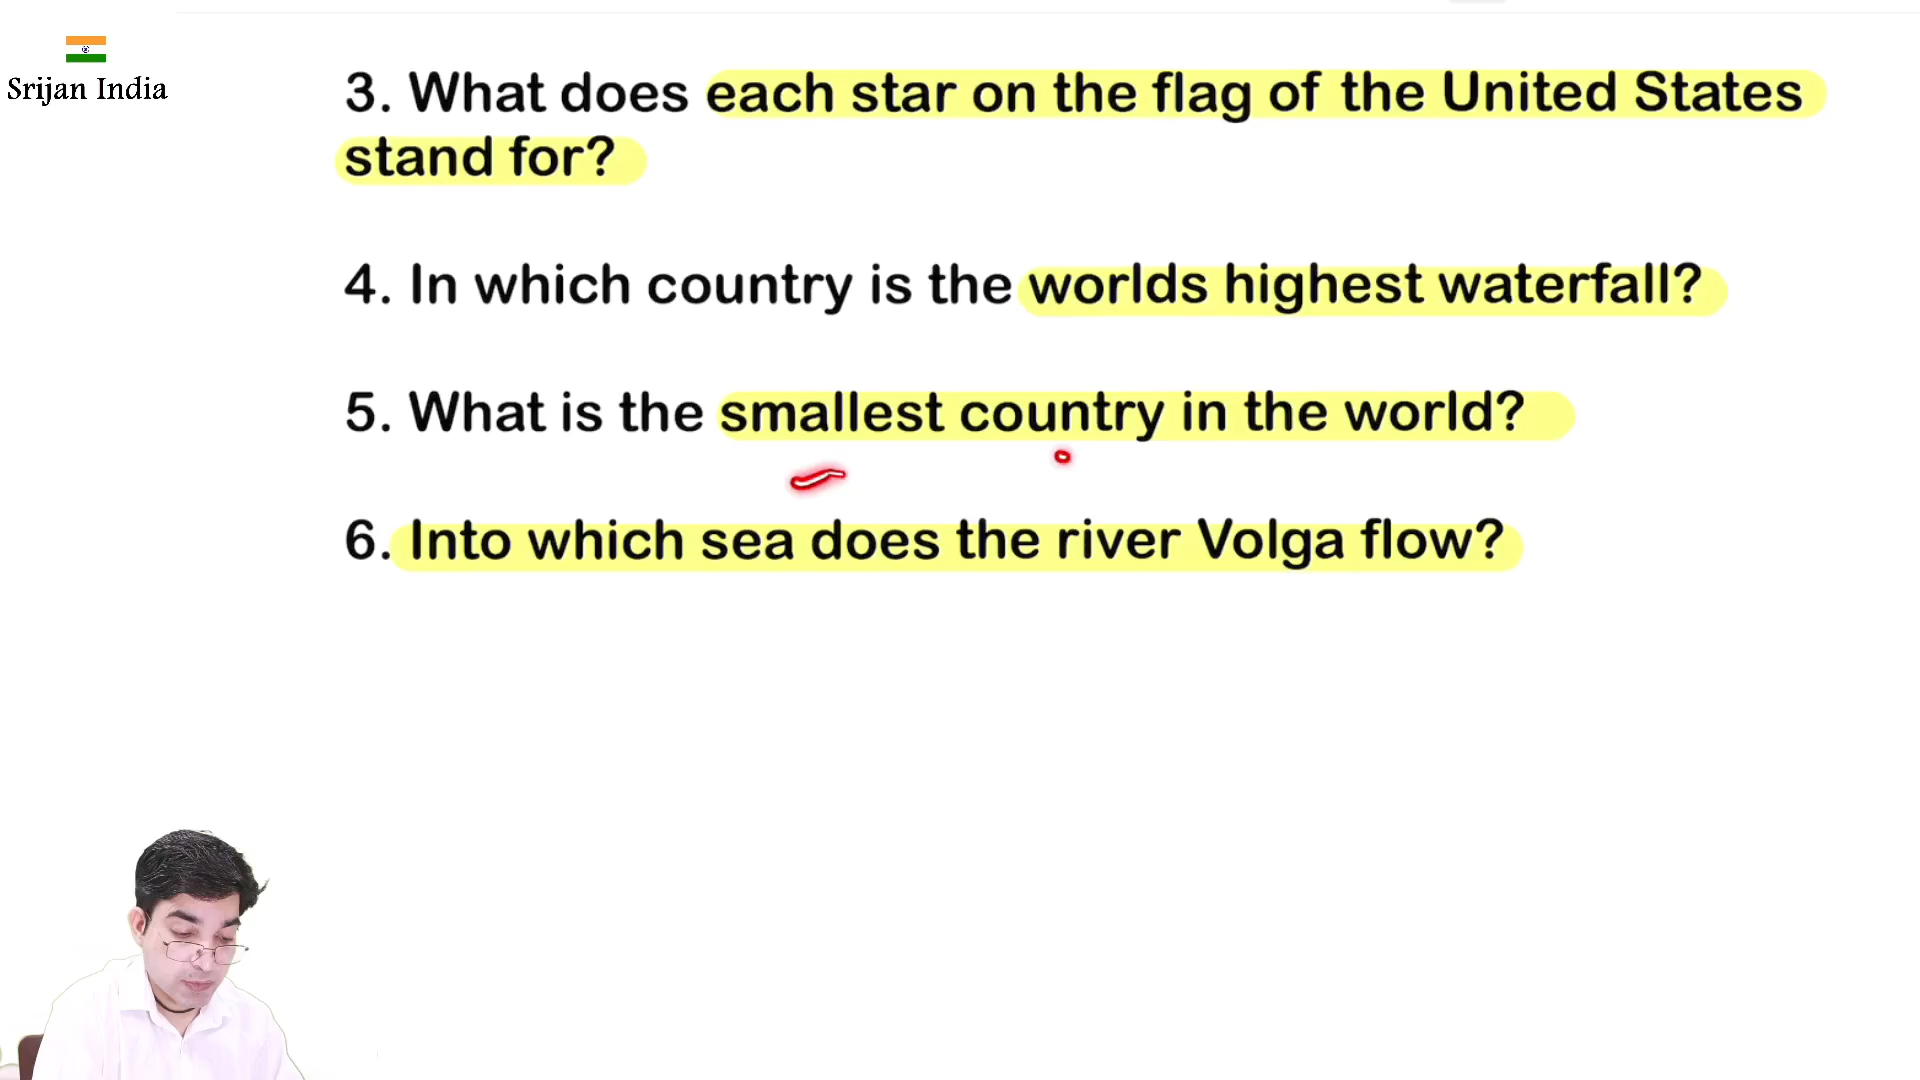 Srijan India
3. What does each star on the flag of the United States
stand for?
4. In which country is the worlds highest waterfall?
5. What is the smallest country in the world?
6. Into which sea does the river Volga flow?